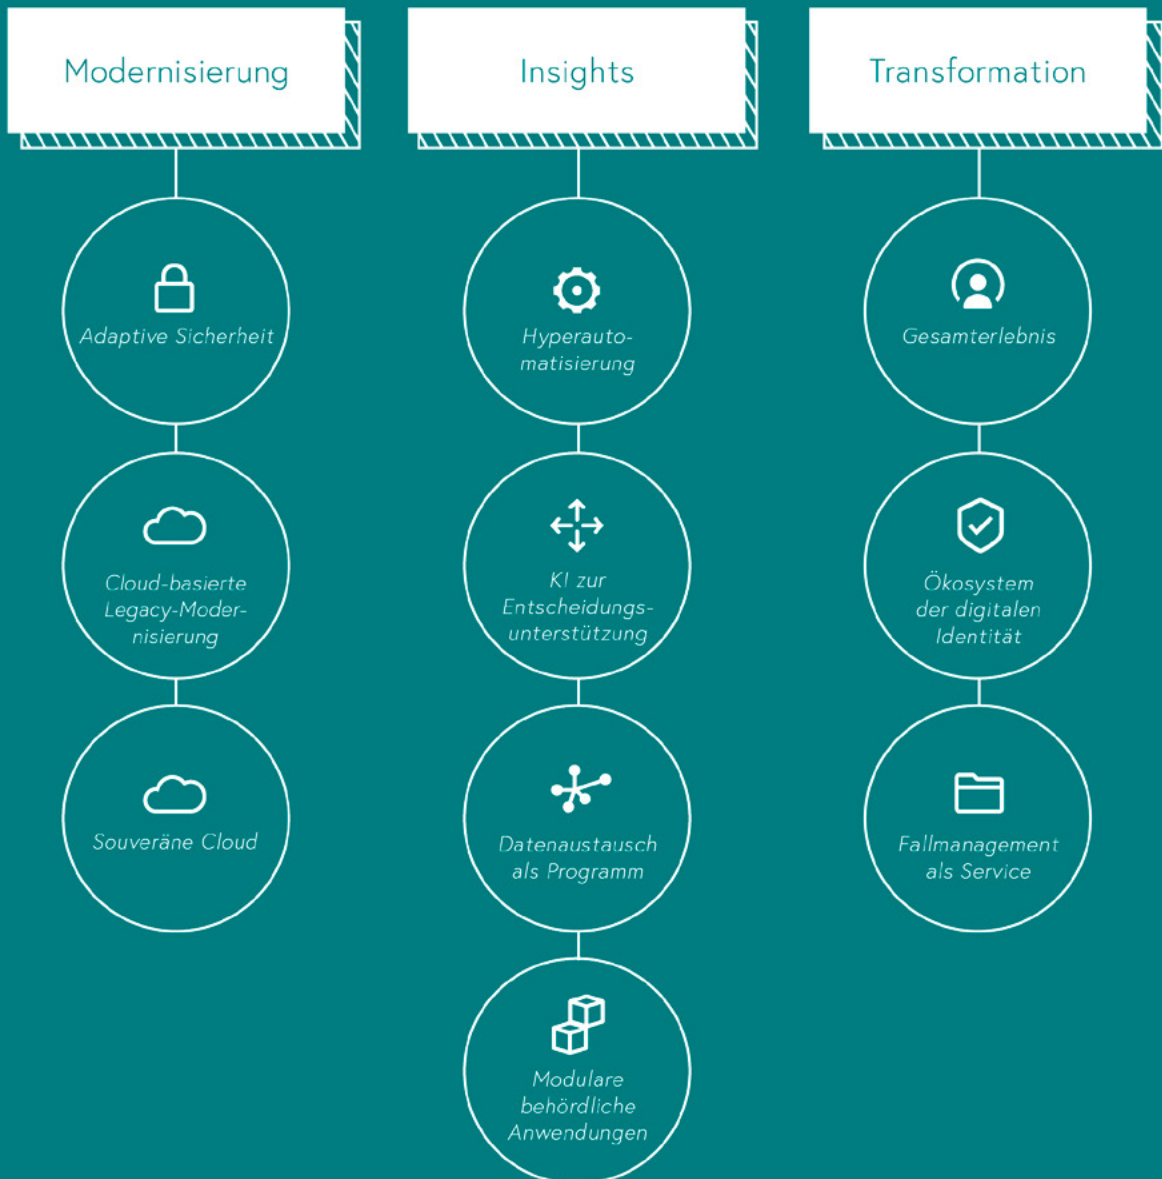 Modernisierung
Adaptive Sicherheit
Cloud-basierte
Legacy-Moder-
nisierung
Souveräne Cloud
Insights
Hyperauto-
matisierung
KI zur
Entscheidungs-
unterstützung
Datenaustausch
als Programm
Modulare
behördliche
Anwendungen
Transformation
Gesamterlebnis
Ökosystem
der digitalen
Identität
Fallmanagement
als Service